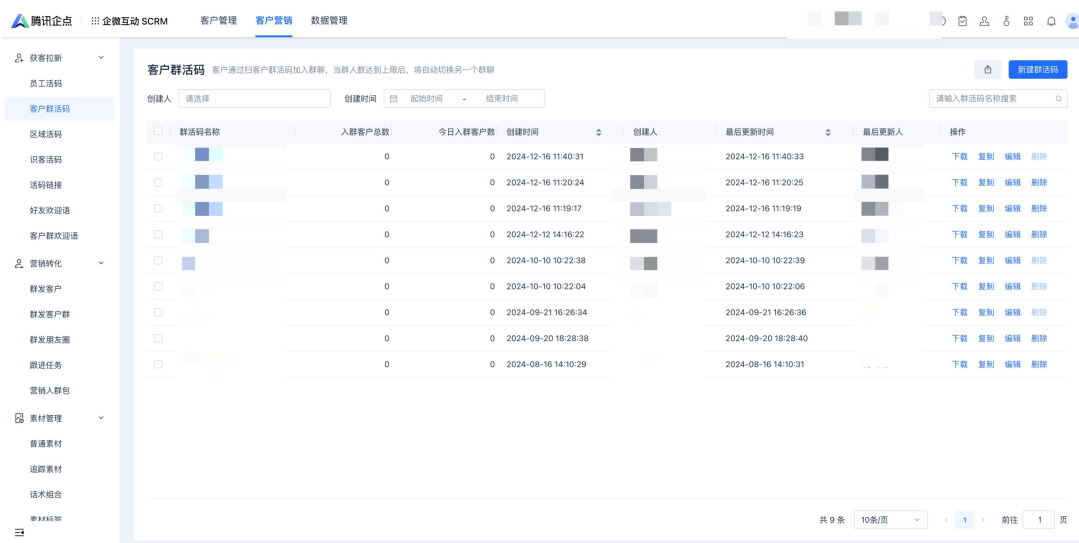 腾讯企点 企微互动 SCRM 客户管理 客户营销 数据管理
获客拉新
员工活码
客户群活码
区域活码
识客活码
活码链接
好友欢迎语
客户群欢迎语
营销转化
群发客户
群发客户群
群发朋友圈
跟进任务
营销人群包
素材管理
普通素材
追踪素材
话术组合
素材标签
客户群活码 客户通过扫客户群活码加入群聊，当群人数达到上限后，将自动切换另一个群聊 新建群活码
创建人 请选择 创建时间 起始时间 - 结束时间 请输入群活码名称搜索
群活码名称 入群客户总数 今日入群客户数 创建时间 创建人 最后更新时间 最后更新人 操作
0 0 2024-12-16 11:40:31 2024-12-16 11:40:33 下载 复制 编辑 删除
0 0 2024-12-16 11:20:24 2024-12-16 11:20:25 下载 复制 编辑 删除
0 0 2024-12-16 11:19:17 2024-12-16 11:19:19 下载 复制 编辑 删除
0 0 2024-12-12 14:16:22 2024-12-12 14:16:23 下载 复制 编辑 删除
0 0 2024-10-10 10:22:38 2024-10-10 10:22:39 下载 复制 编辑 删除
0 0 2024-10-10 10:22:04 2024-10-10 10:22:06 下载 复制 编辑 删除
0 0 2024-09-21 16:26:34 2024-09-21 16:26:36 下载 复制 编辑 删除
0 0 2024-09-20 18:28:38 2024-09-20 18:28:40 下载 复制 编辑 删除
0 0 2024-08-16 14:10:29 2024-08-16 14:10:31 下载 复制 编辑 删除
共 9 条 10条/页 1 前往 1 页